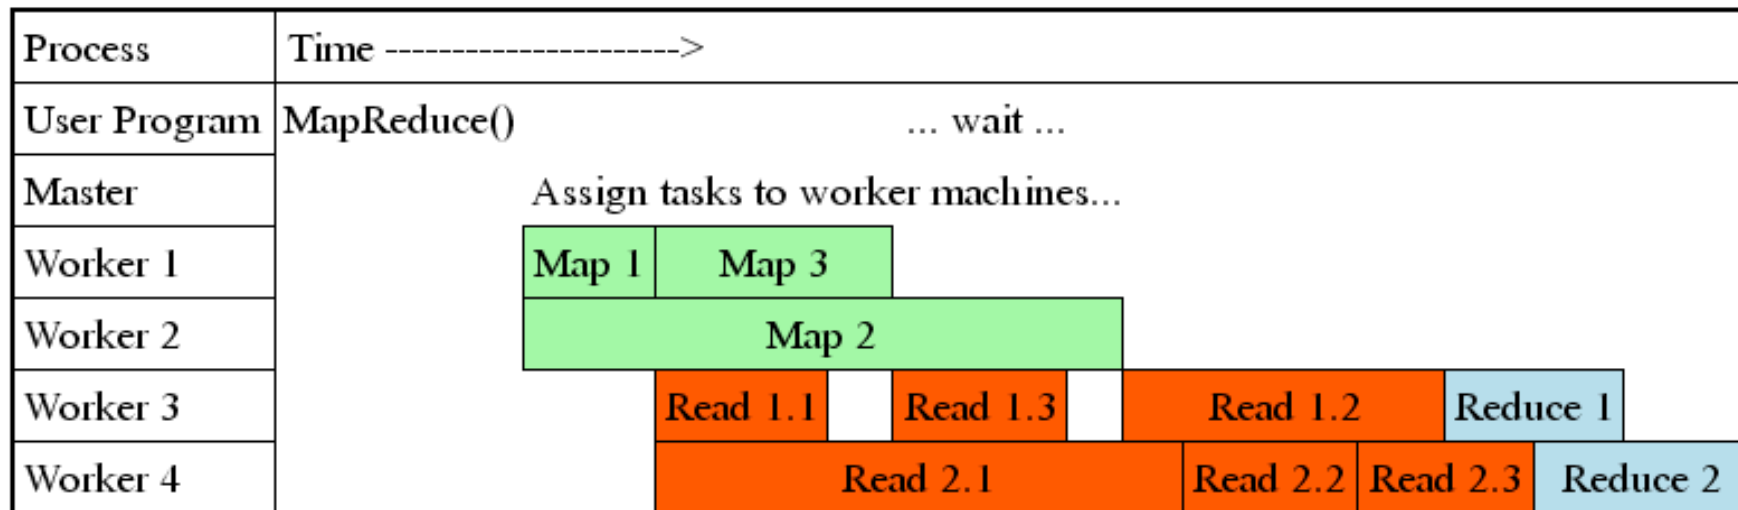 Process Time ---------------------->
User Program MapReduce() ... wait ...
Master Assign tasks to worker machines...
Worker 1 Map 1 Map 3
Worker 2 Map 2
Worker 3 Read 1.1 Read 1.3 Read 1.2 Reduce 1
Worker 4 Read 2.1 Read 2.2 Read 2.3 Reduce 2